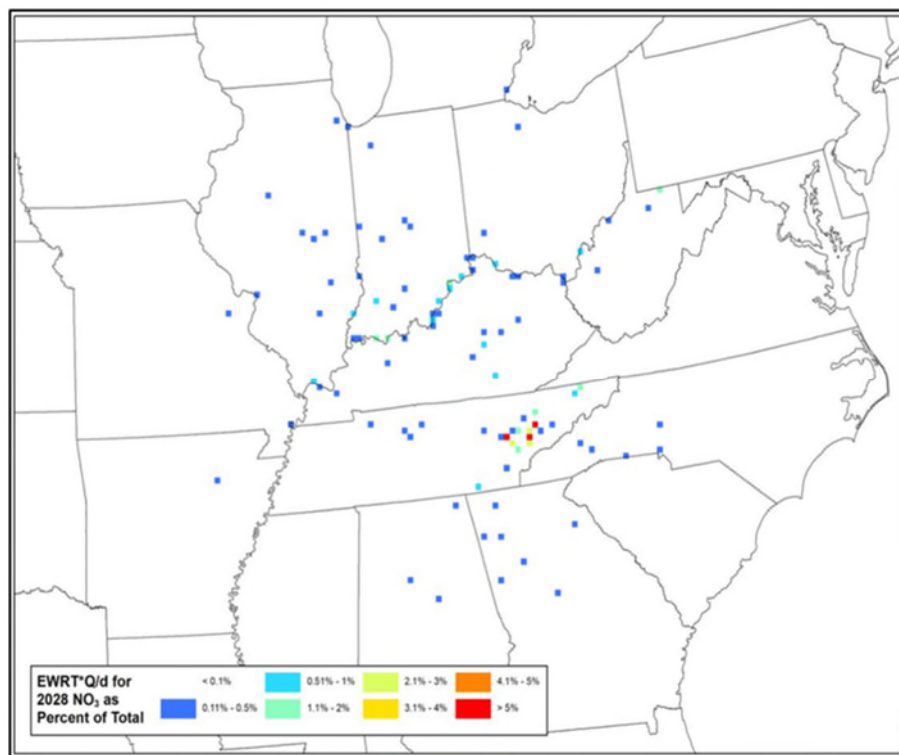 EWRT*Q/d for
2028 NO₃ as
Percent of Total
< 0.1%
0.51% - 1%
2.1% - 3%
4.1% - 5%
0.11% - 0.5%
1.1% - 2%
3.1% - 4%
> 5%